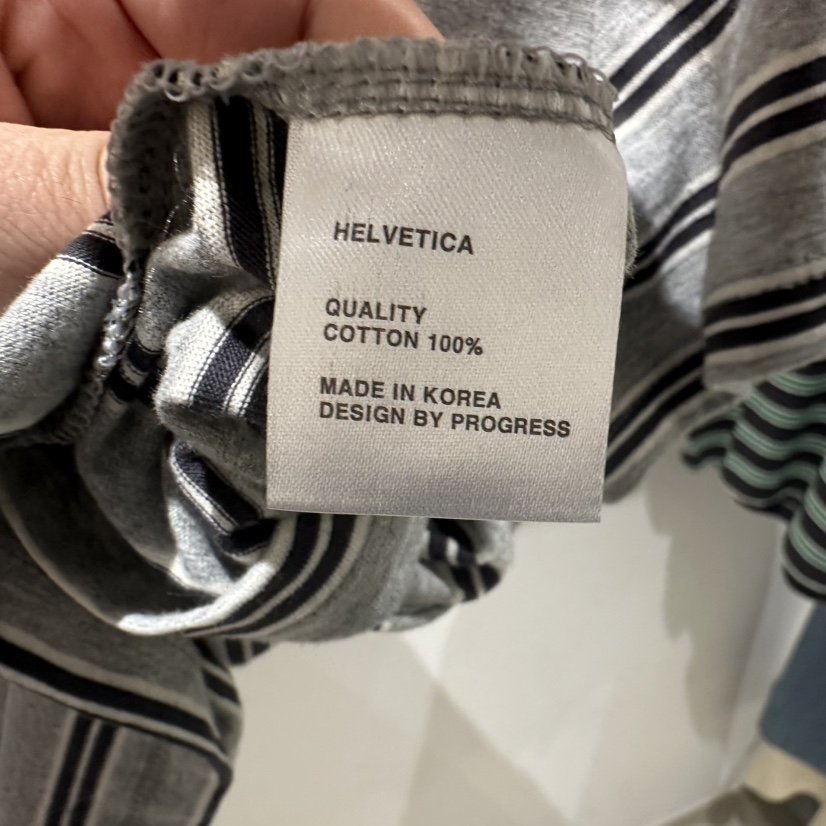 HELVETICA
QUALITY
COTTON 100%
MADE IN KOREA
DESIGN BY PROGRESS